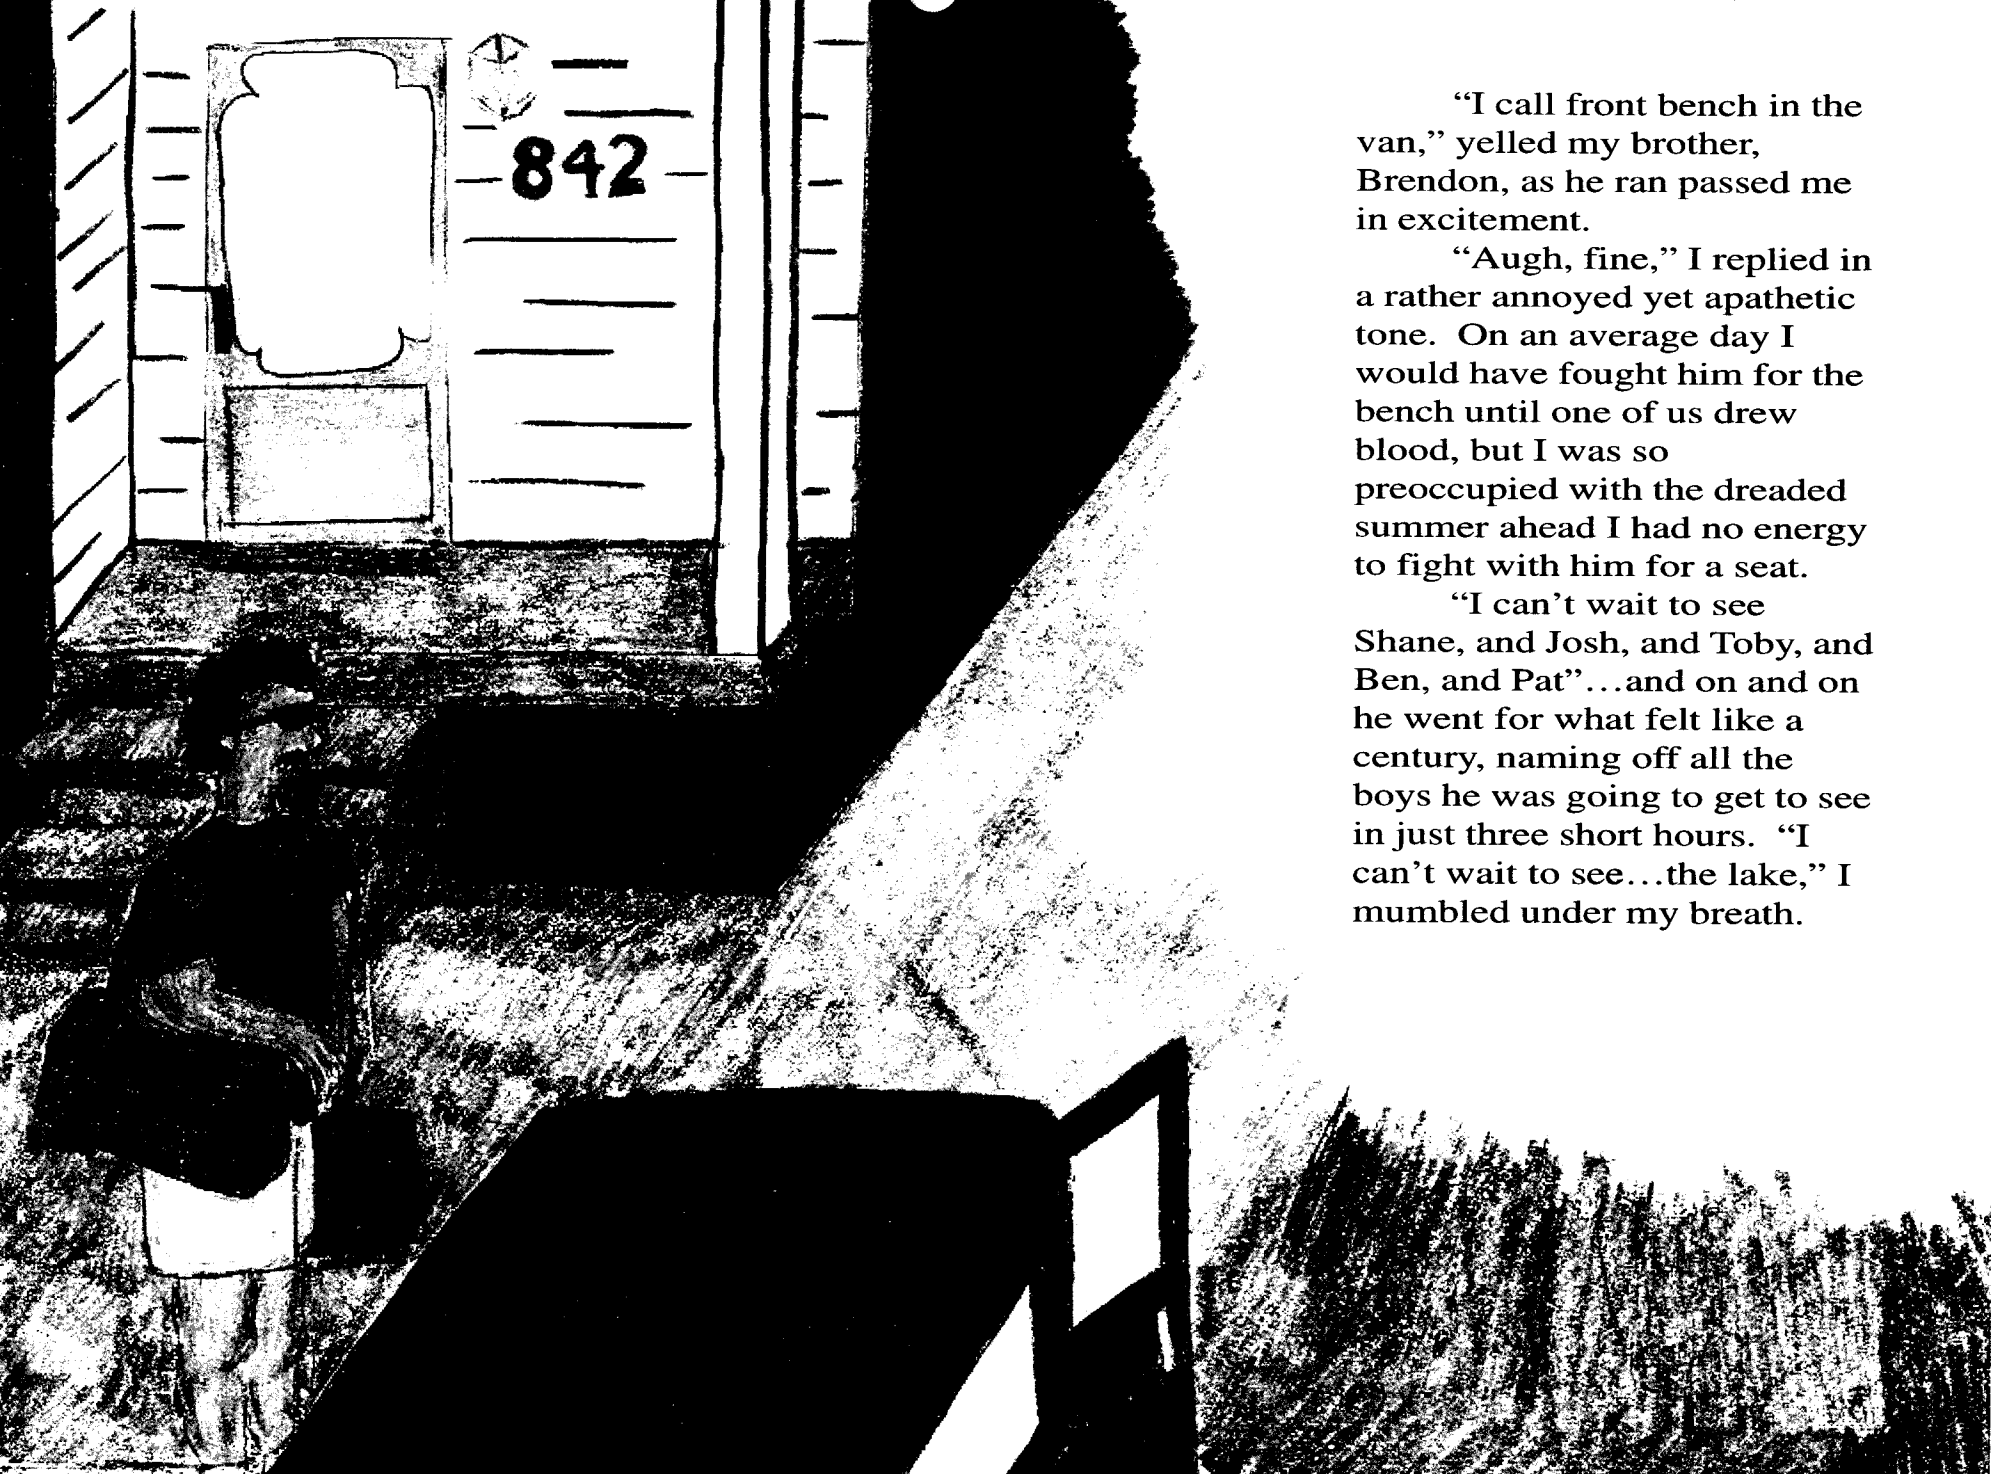 842
“I call front bench in the
van,” yelled my brother,
Brendon, as he ran passed me
in excitement.
“Augh, fine,” I replied in
a rather annoyed yet apathetic
tone.  On an average day I
would have fought him for the
bench until one of us drew
blood, but I was so
preoccupied with the dreaded
summer ahead I had no energy
to fight with him for a seat.
“I can’t wait to see
Shane, and Josh, and Toby, and
Ben, and Pat”…and on and on
he went for what felt like a
century, naming off all the
boys he was going to get to see
in just three short hours.  “I
can’t wait to see…the lake,” I
mumbled under my breath.